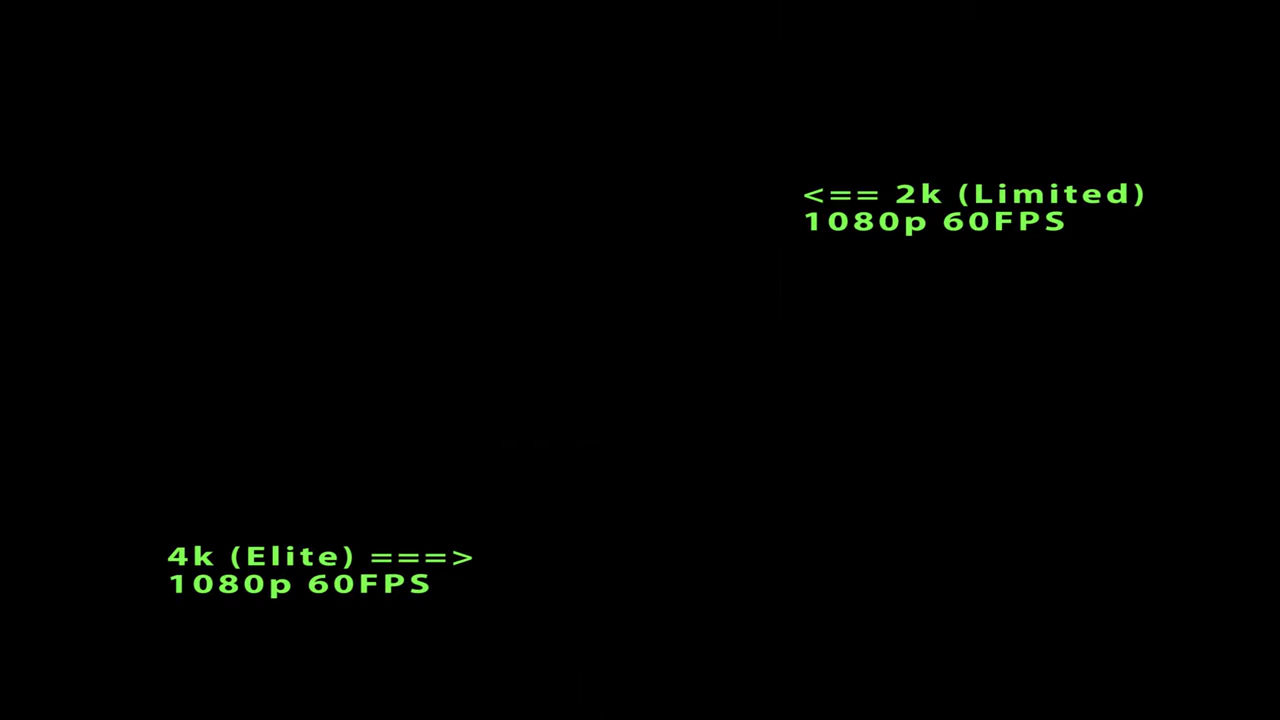 <== 2k (Limited)
1080p 60FPS
4k (Elite) ===>
1080p 60FPS